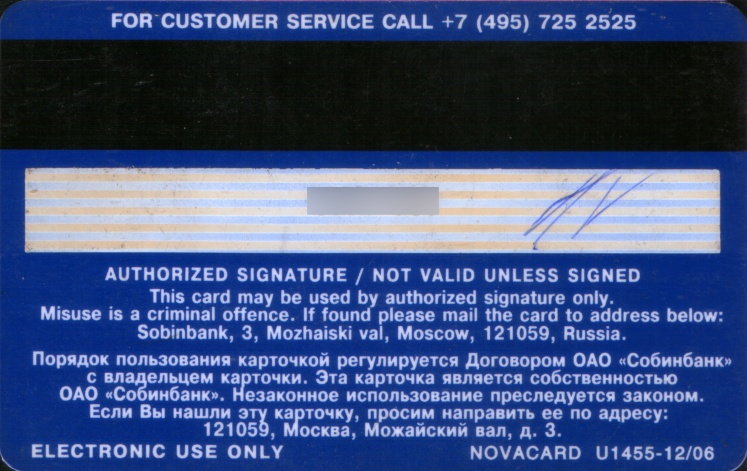 FOR CUSTOMER SERVICE CALL +7 (495) 725 2525
AUTHORIZED SIGNATURE / NOT VALID UNLESS SIGNED
This card may be used by authorized signature only.
Misuse is a criminal offence. If found please mail the card to address below:
Sobinbank, 3, Mozhaiski val, Moscow, 121059, Russia.
Порядок пользования карточкой регулируется Договором ОАО «Собинбанк»
с владельцем карточки. Эта карточка является собственностью
ОАО «Собинбанк». Незаконное использование преследуется законом.
Если Вы нашли эту карточку, просим направить ее по адресу:
121059, Москва, Можайский вал, д. 3.
ELECTRONIC USE ONLY NOVACARD U1455-12/06